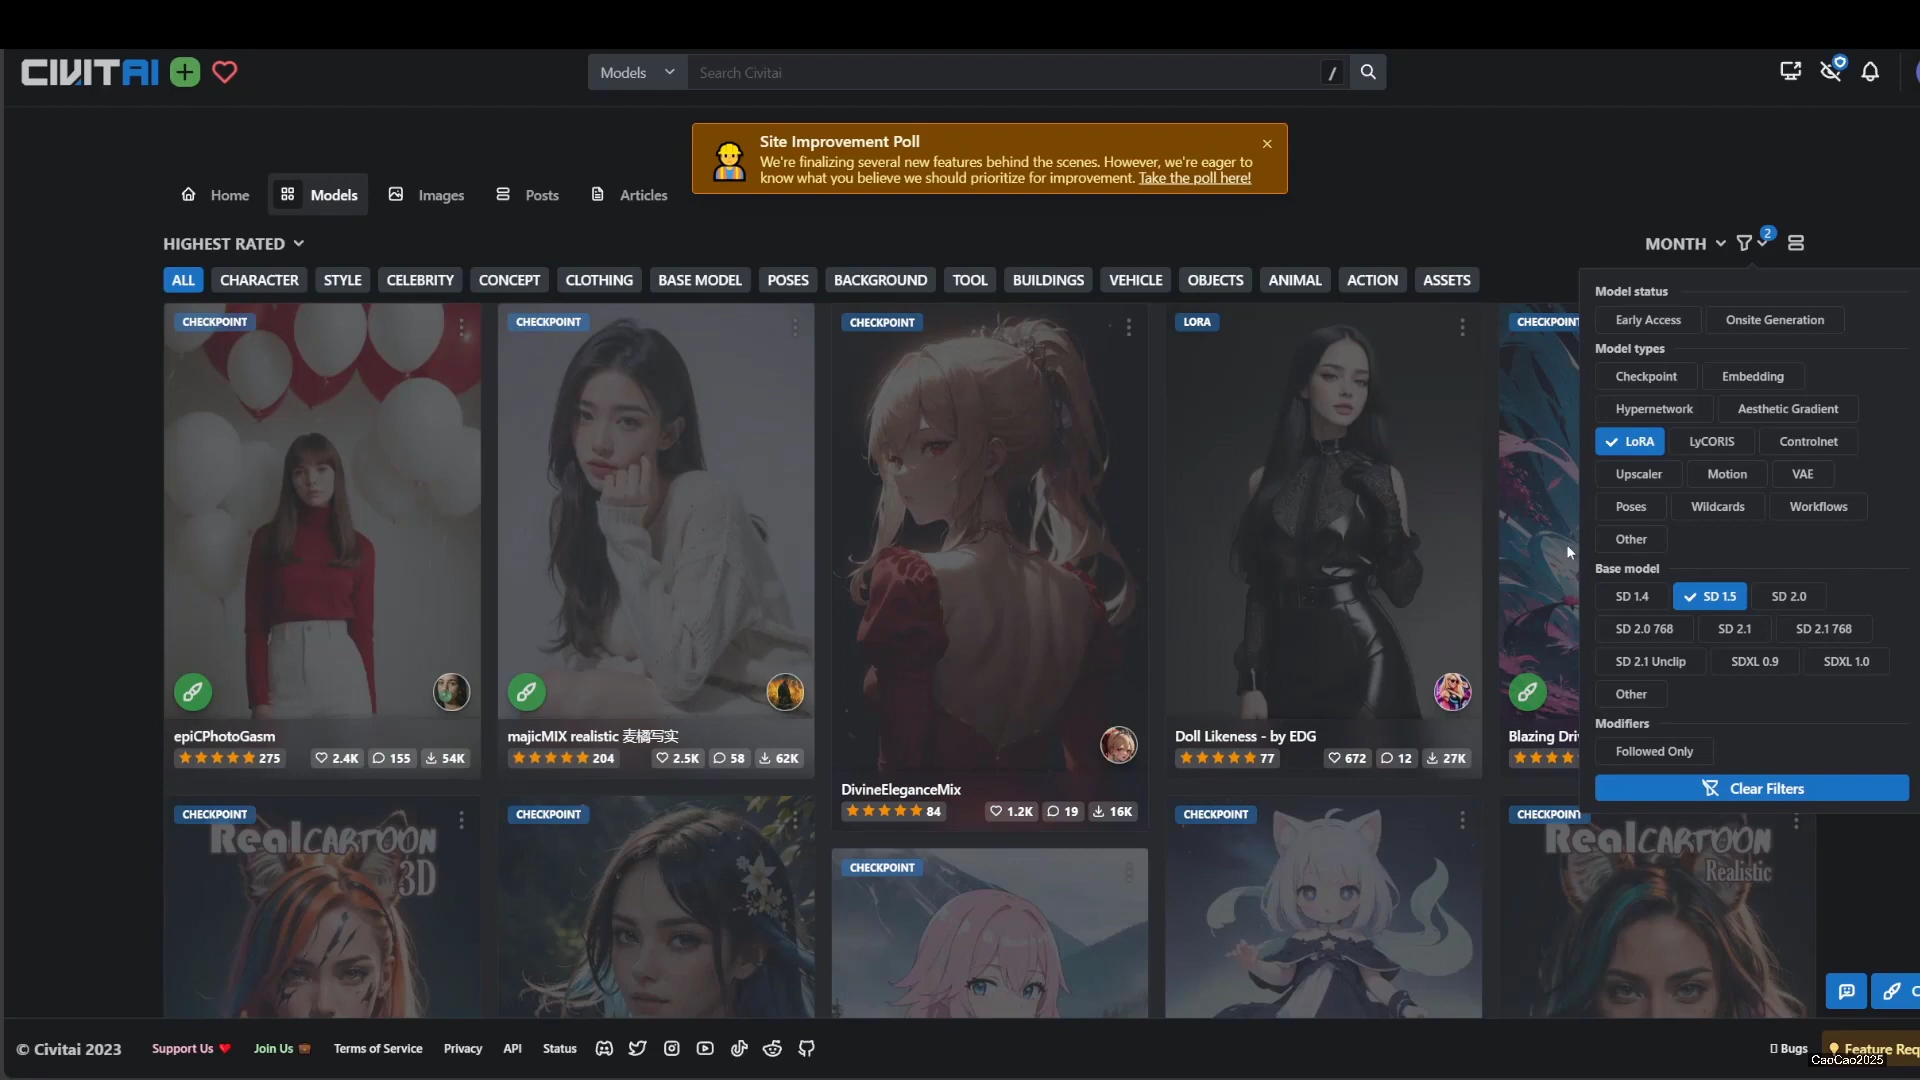 CIVITAI
Models
Search Civitai
/
Site Improvement Poll
We're finalizing several new features behind the scenes. However, we're eager to
know what you believe we should prioritize for improvement. Take the poll here!
Home
Models
Images
Posts
Articles
HIGHEST RATED
MONTH
2
ALL
CHARACTER
STYLE
CELEBRITY
CONCEPT
CLOTHING
BASE MODEL
POSES
BACKGROUND
TOOL
BUILDINGS
VEHICLE
OBJECTS
ANIMAL
ACTION
ASSETS
CHECKPOINT
epiCPhotoGasm
275
2.4K
155
54K
CHECKPOINT
majicMIX realistic 麦橘写实
204
2.5K
58
62K
CHECKPOINT
DivineEleganceMix
84
1.2K
19
16K
LORA
Doll Likeness - by EDG
77
672
12
27K
CHECKPOINT
Blazing Dri
CHECKPOINT
RealCARTOON
3D
CHECKPOINT
CHECKPOINT
CHECKPOINT
CHECKPOINT
RealCARTOON
Realistic
Model status
Early Access
Onsite Generation
Model types
Checkpoint
Embedding
Hypernetwork
Aesthetic Gradient
LoRA
LyCORIS
Controlnet
Upscaler
Motion
VAE
Poses
Wildcards
Workflows
Other
Base model
SD 1.4
SD 1.5
SD 2.0
SD 2.0 768
SD 2.1
SD 2.1 768
SD 2.1 Unclip
SDXL 0.9
SDXL 1.0
Other
Modifiers
Followed Only
Clear Filters
C
© Civitai 2023
Support Us
Join Us
Terms of Service
Privacy
API
Status
Bugs
Feature Req
CaoCao2025